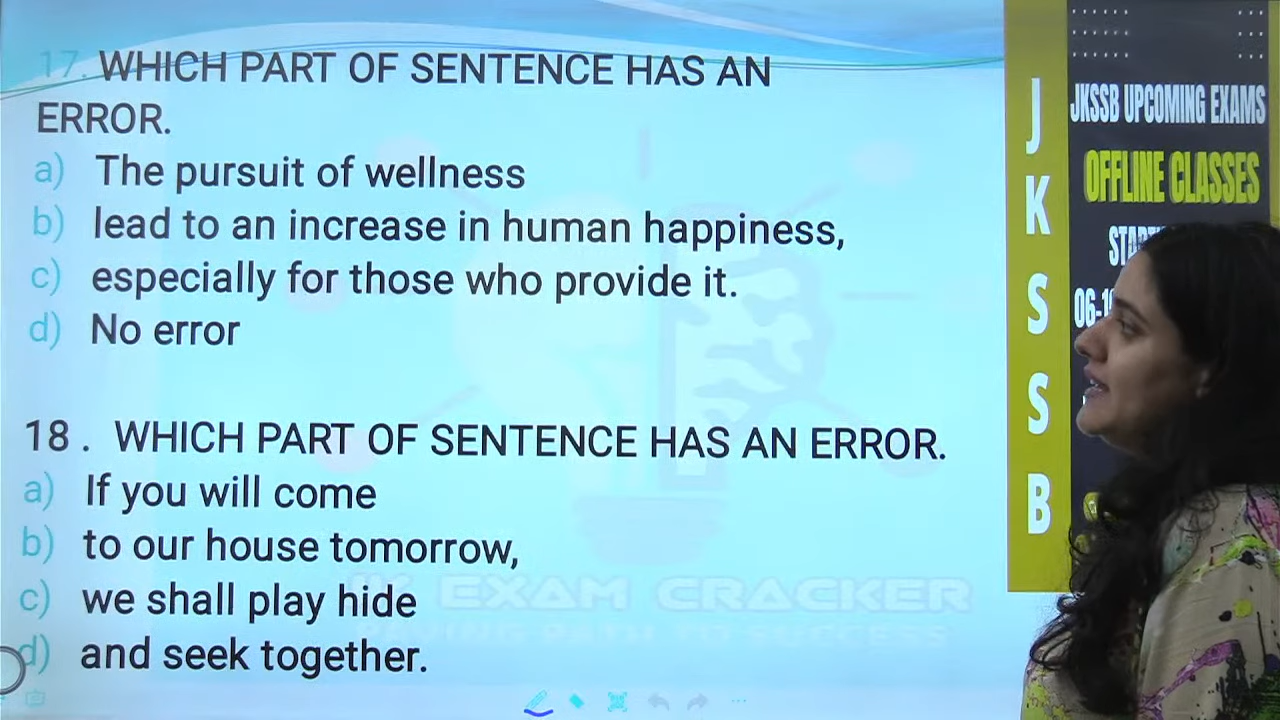 17. WHICH PART OF SENTENCE HAS AN
ERROR.
a) The pursuit of wellness
b) lead to an increase in human happiness,
c) especially for those who provide it.
d) No error
18 . WHICH PART OF SENTENCE HAS AN ERROR.
a) If you will come
b) to our house tomorrow,
c) we shall play hide
d) and seek together.
EXAM CRACKER
J
K
S
S
B
JKSSB UPCOMING EXAMS
OFFLINE CLASSES